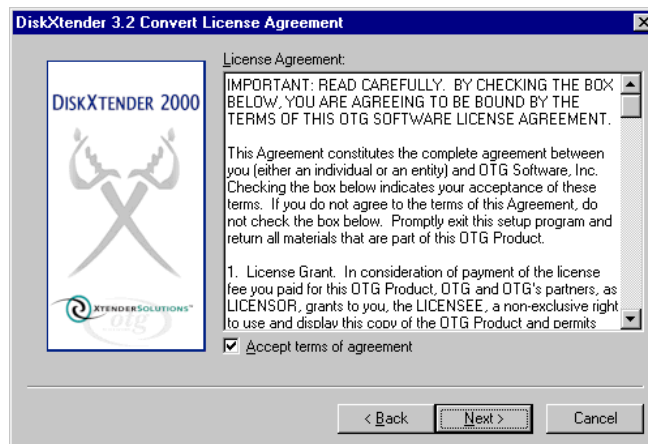 DiskXtender 3.2 Convert License Agreement
DISKXTENDER 2000
XTENDERSOLUTIONS™
otg
License Agreement:
IMPORTANT: READ CAREFULLY. BY CHECKING THE BOX
BELOW, YOU ARE AGREEING TO BE BOUND BY THE
TERMS OF THIS OTG SOFTWARE LICENSE AGREEMENT.
This Agreement constitutes the complete agreement between
you (either an individual or an entity) and OTG Software, Inc.
Checking the box below indicates your acceptance of these
terms. If you do not agree to the terms of this Agreement, do
not check the box below. Promptly exit this setup program and
return all materials that are part of this OTG Product.
1. License Grant. In consideration of payment of the license
fee you paid for this OTG Product, OTG and OTG's partners, as
LICENSOR, grants to you, the LICENSEE, a non-exclusive right
to use and display this copy of the OTG Product and permits
Accept terms of agreement
< Back
Next >
Cancel